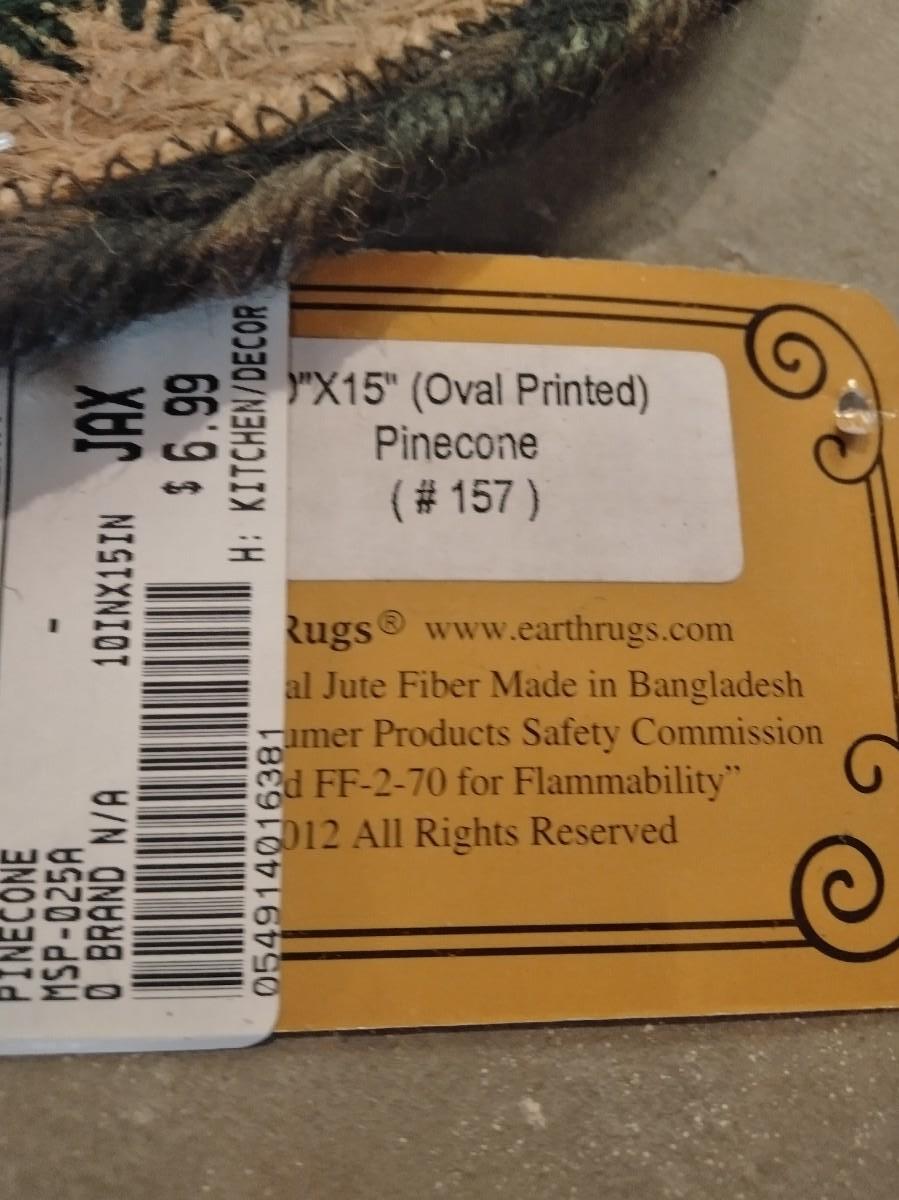 )"X15" (Oval Printed)
Pinecone
( # 157 )
Rugs® www.earthrugs.com
al Jute Fiber Made in Bangladesh
umer Products Safety Commission
d FF-2-70 for Flammability”
012 All Rights Reserved
PINECONE
MSP-025A
0 BRAND N/A
- 10INX15IN JAX
$ 6.99
H: KITCHEN/DECOR
054914016381